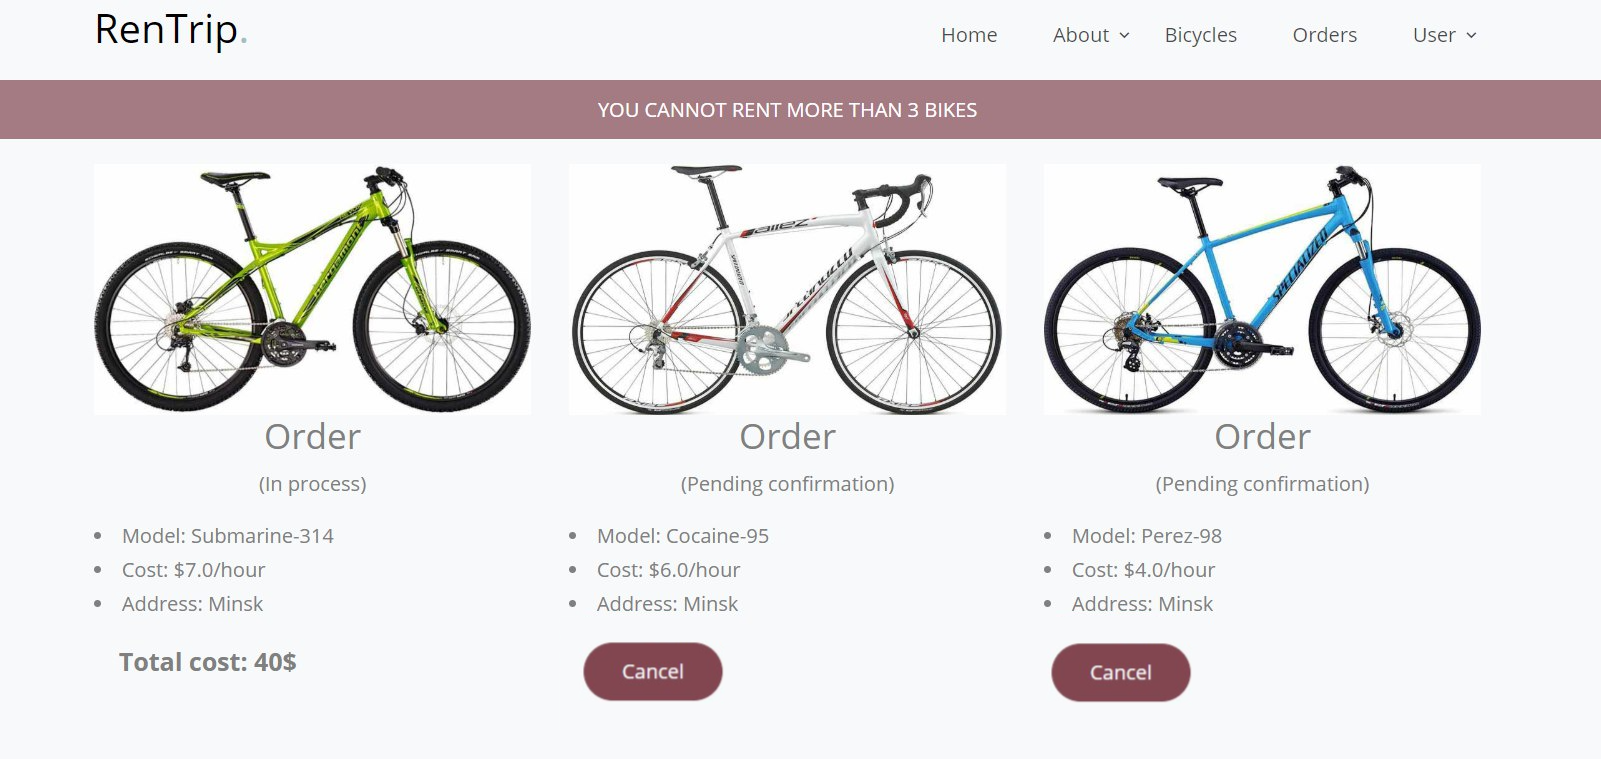 RenTrip.
Home About Bicycles Orders User
YOU CANNOT RENT MORE THAN 3 BIKES
allez
SPECIALIZED
Order
(In process)
Model: Submarine-314
Cost: $7.0/hour
Address: Minsk
Total cost: 40$
Order
(Pending confirmation)
Model: Cocaine-95
Cost: $6.0/hour
Address: Minsk
Cancel
Order
(Pending confirmation)
Model: Perez-98
Cost: $4.0/hour
Address: Minsk
Cancel